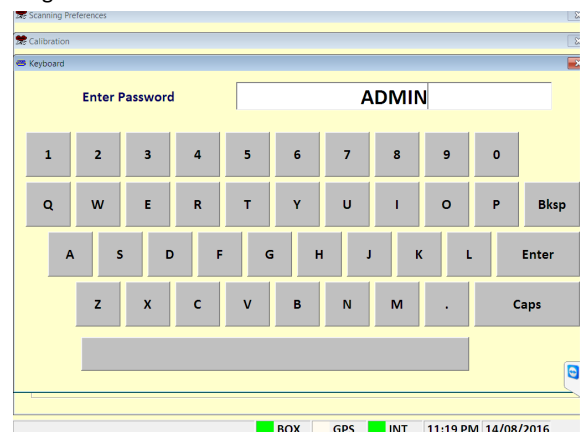 Scanning Preferences
Calibration
Keyboard
Enter Password ADMIN
1 2 3 4 5 6 7 8 9 0
Q W E R T Y U I O P Bksp
A S D F G H J K L Enter
Z X C V B N M . Caps
BOX GPS INT 11:19 PM 14/08/2016